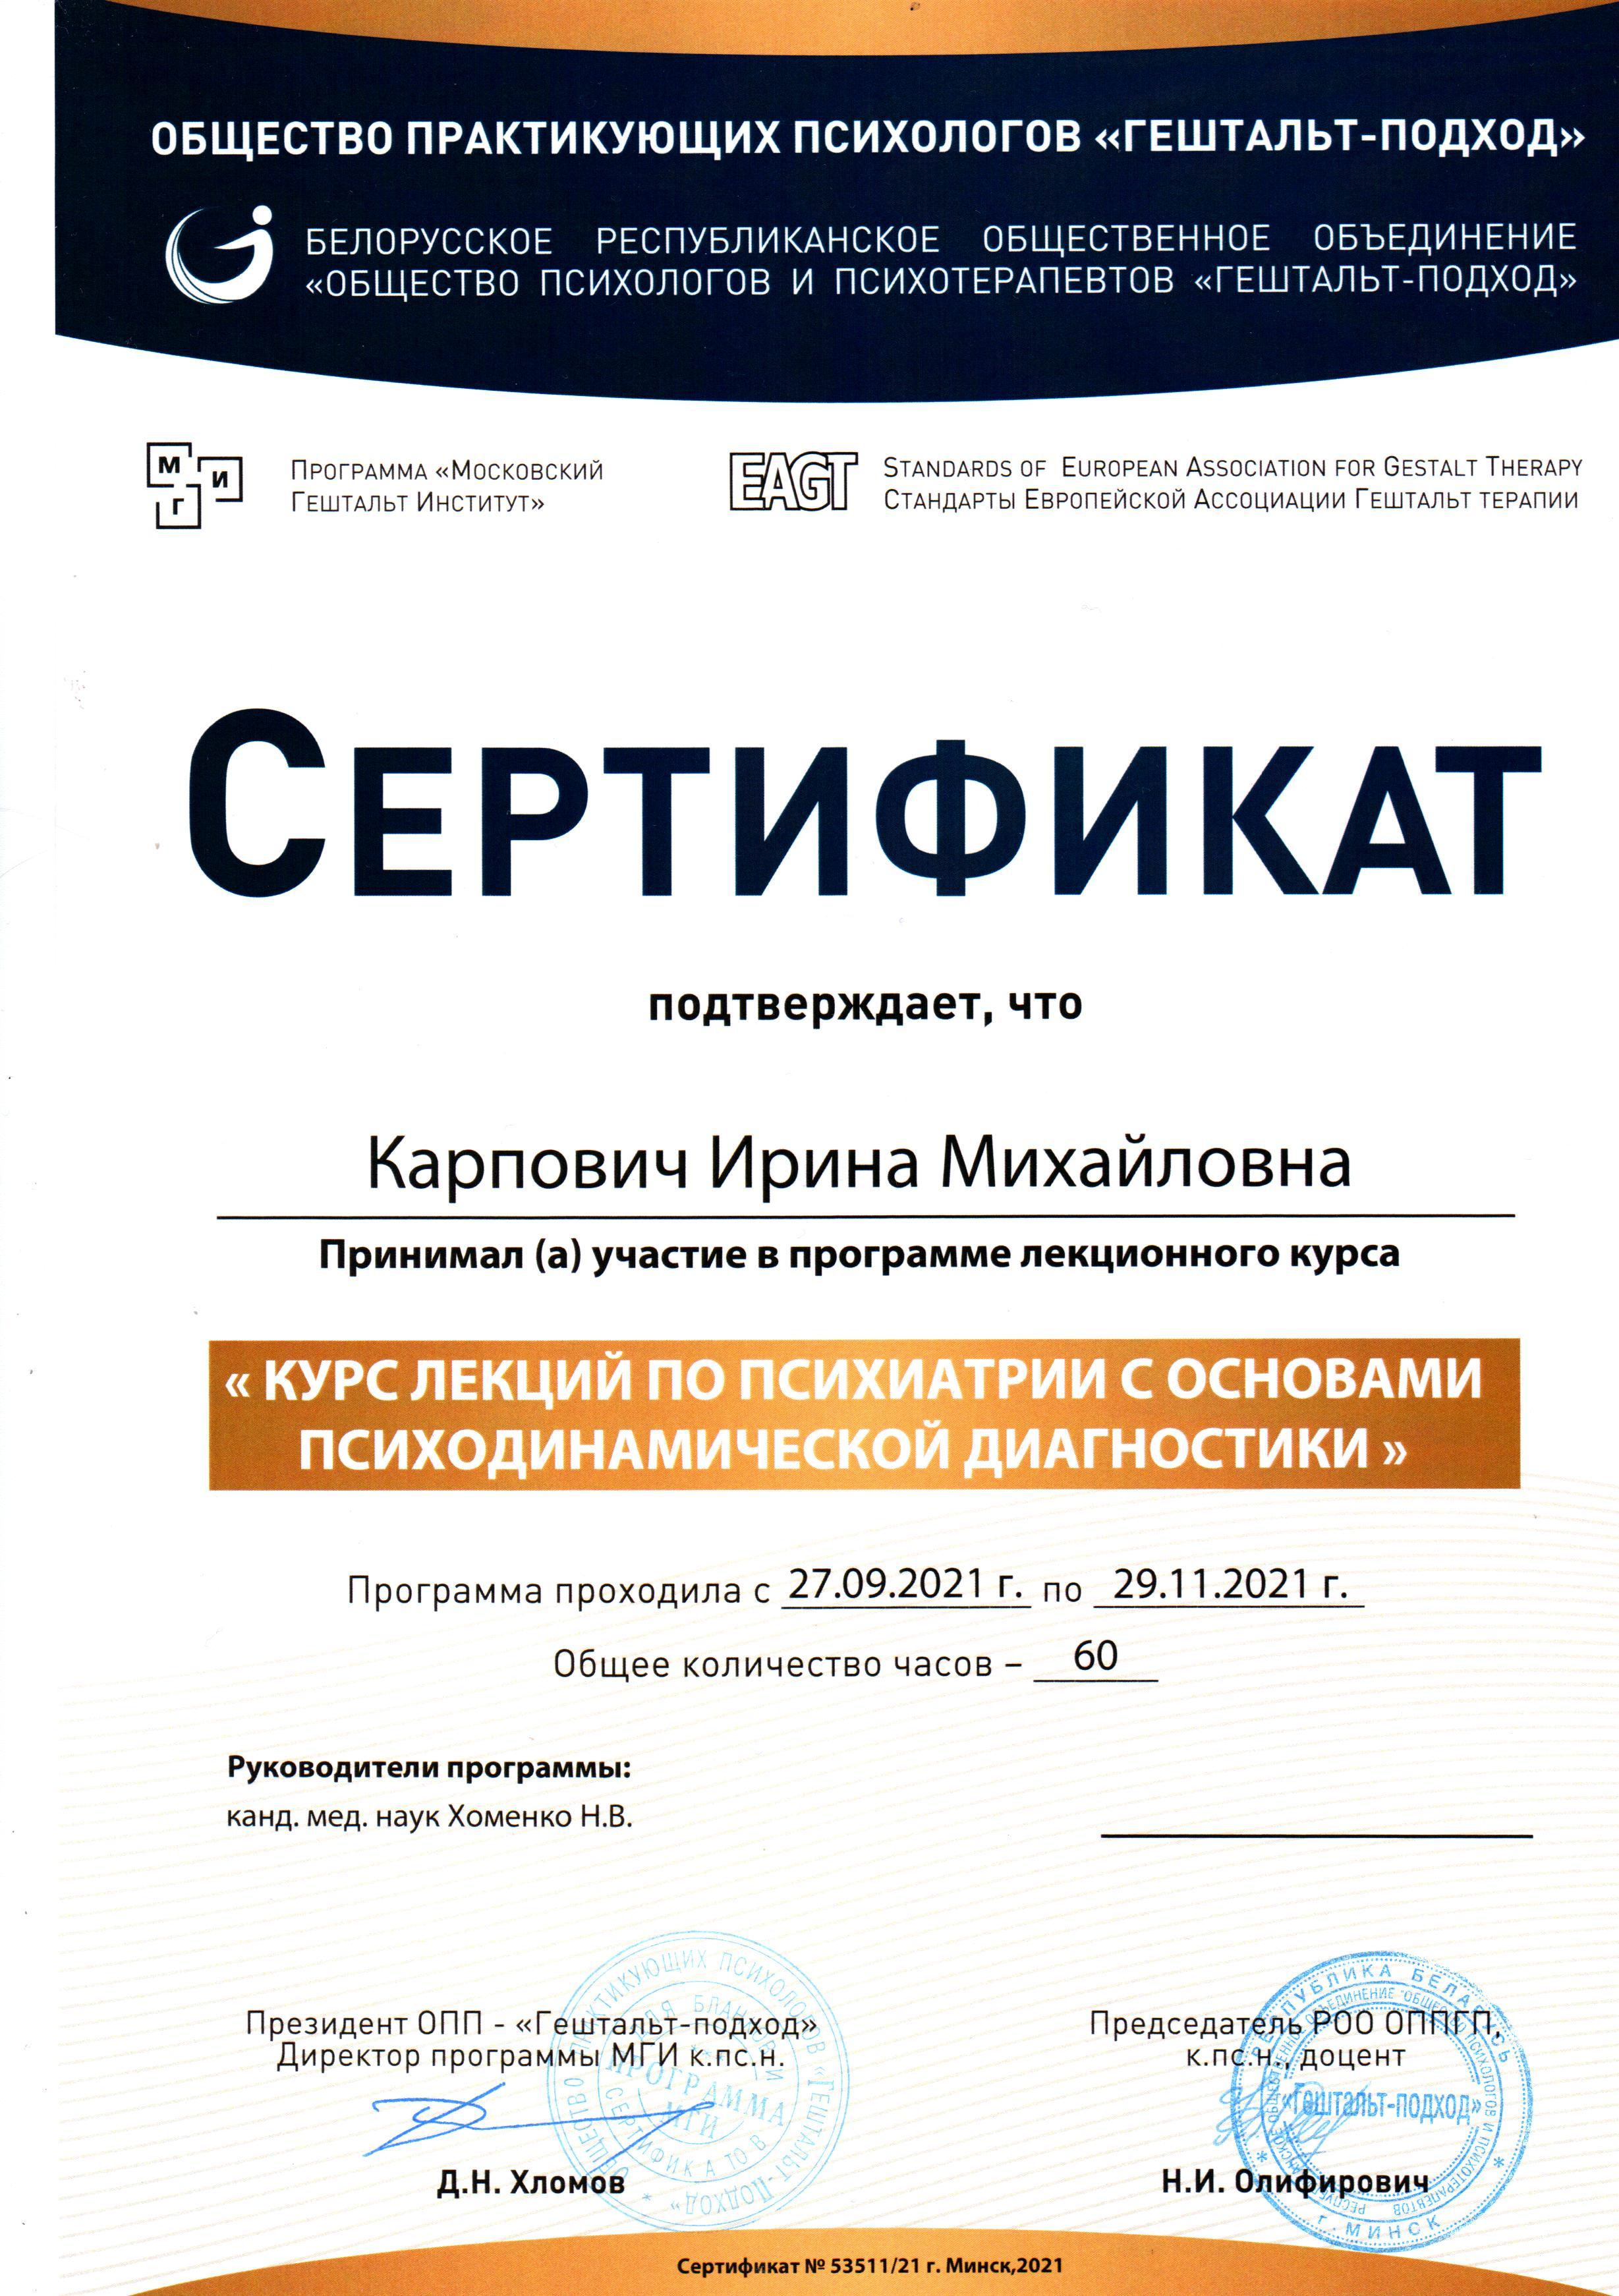 ОБЩЕСТВО ПРАКТИКУЮЩИХ ПСИХОЛОГОВ «ГЕШТАЛЬТ-ПОДХОД»
БЕЛОРУССКОЕ РЕСПУБЛИКАНСКОЕ ОБЩЕСТВЕННОЕ ОБЪЕДИНЕНИЕ
«ОБЩЕСТВО ПСИХОЛОГОВ И ПСИХОТЕРАПЕВТОВ «ГЕШТАЛЬТ-ПОДХОД»
М И Г
ПРОГРАММА «МОСКОВСКИЙ
ГЕШТАЛЬТ ИНСТИТУТ»
EAGT
STANDARDS OF EUROPEAN ASSOCIATION FOR GESTALT THERAPY
СТАНДАРТЫ ЕВРОПЕЙСКОЙ АССОЦИАЦИИ ГЕШТАЛЬТ ТЕРАПИИ
СЕРТИФИКАТ
подтверждает, что
Карпович Ирина Михайловна
Принимал (а) участие в программе лекционного курса
« КУРС ЛЕКЦИЙ ПО ПСИХИАТРИИ С ОСНОВАМИ
ПСИХОДИНАМИЧЕСКОЙ ДИАГНОСТИКИ »
Программа проходила с 27.09.2021 г. по 29.11.2021 г.
Общее количество часов – 60
Руководители программы:
канд. мед. наук Хоменко Н.В.
Президент ОПП - «Гештальт-подход»
Директор программы МГИ к.пс.н.
Д.Н. Хломов
ПРАКТИКУЮЩИХ ПСИХОЛОГОВ «ГЕШТАЛЬТ-ПОДХОД» *
ДЛЯ БЛАНКОВ И СЕРТИФИКАТОВ
ПРОГРАММА
МГИ
Председатель РОО ОППГП,
к.пс.н., доцент
Н.И. Олифирович
РЕСПУБЛИКА БЕЛАРУСЬ
* г. МИНСК *
«Гештальт-подход»
Сертификат № 53511/21 г. Минск,2021